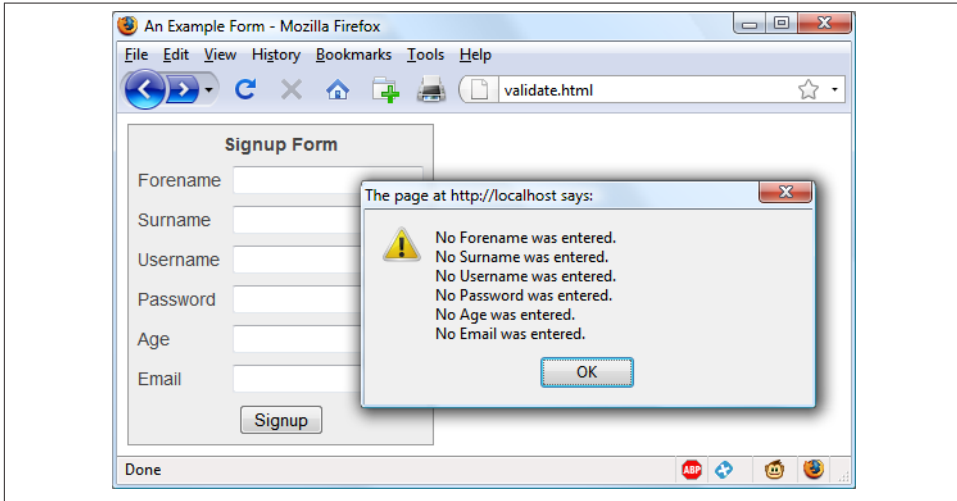 An Example Form - Mozilla Firefox
File Edit View History Bookmarks Tools Help
validate.html
Signup Form
Forename
Surname
Username
Password
Age
Email
Signup
The page at http://localhost says:
No Forename was entered.
No Surname was entered.
No Username was entered.
No Password was entered.
No Age was entered.
No Email was entered.
OK
Done
ABP